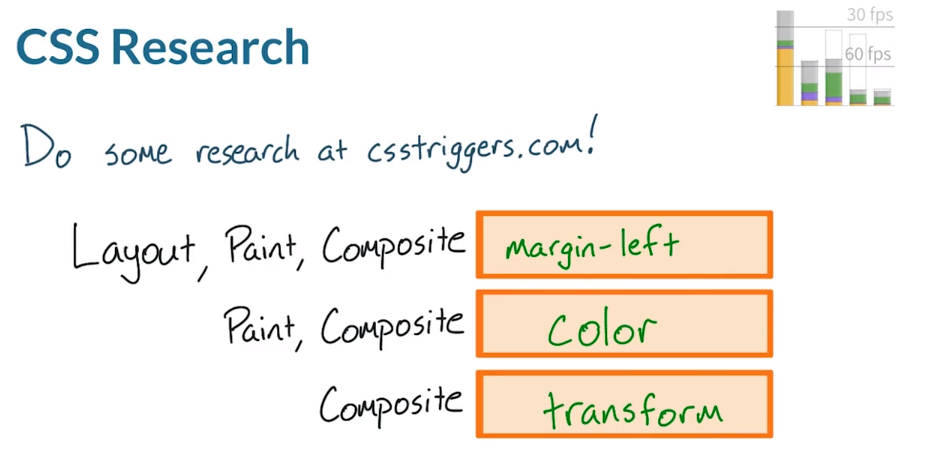 CSS Research
30 fps
60 fps
Do some research at csstriggers.com!
Layout, Paint, Composite margin-left
Paint, Composite color
Composite transform